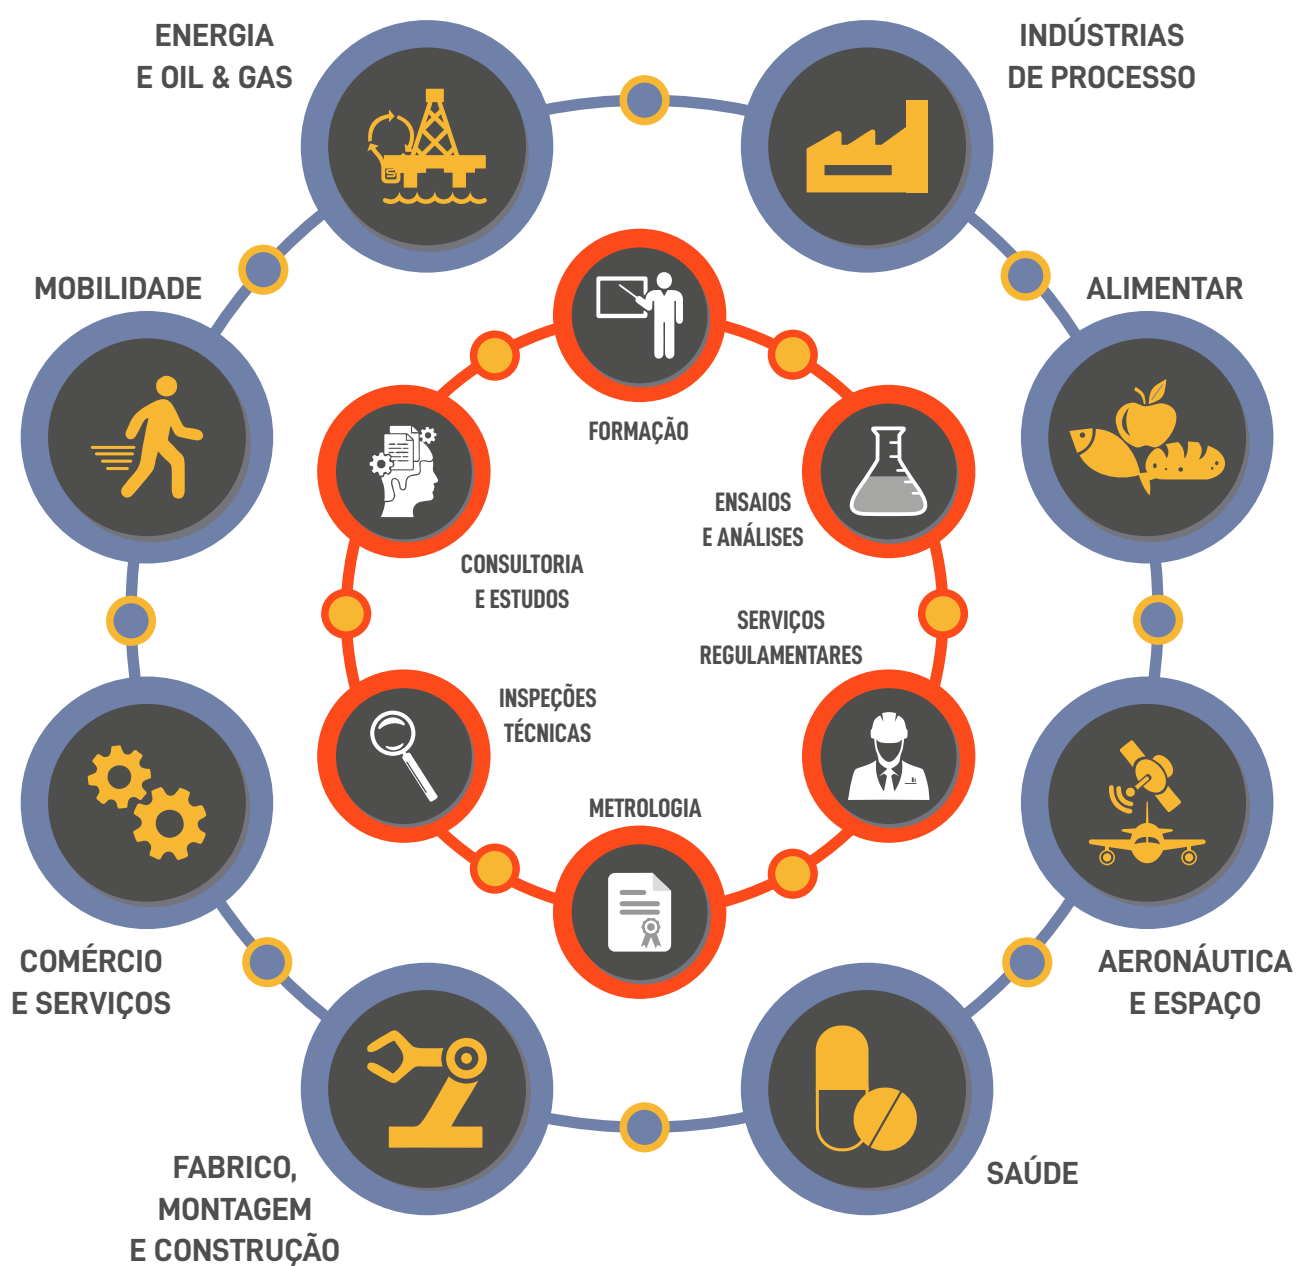 ENERGIA
E OIL & GAS
INDÚSTRIAS
DE PROCESSO
MOBILIDADE
ALIMENTAR
FORMAÇÃO
ENSAIOS
E ANÁLISES
CONSULTORIA
E ESTUDOS
SERVIÇOS
REGULAMENTARES
INSPEÇÕES
TÉCNICAS
METROLOGIA
COMÉRCIO
E SERVIÇOS
AERONÁUTICA
E ESPAÇO
FABRICO,
MONTAGEM
E CONSTRUÇÃO
SAÚDE